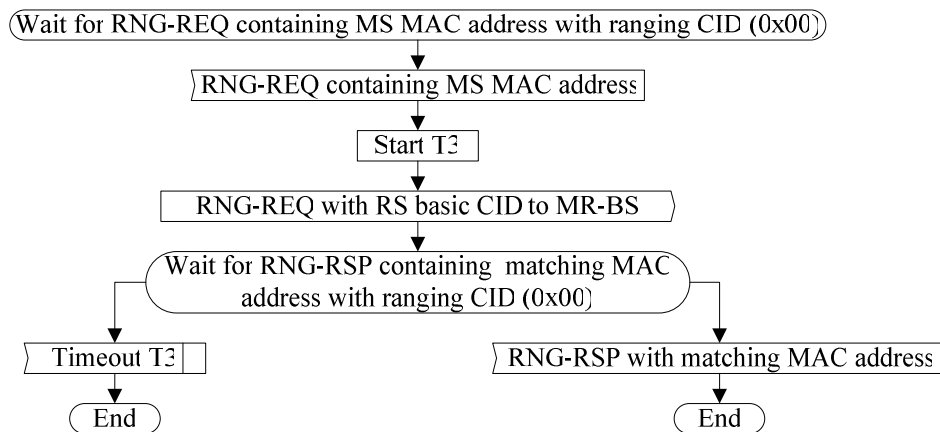 Wait for RNG-REQ containing MS MAC address with ranging CID (0x00)
RNG-REQ containing MS MAC address
Start T3
RNG-REQ with RS basic CID to MR-BS
Wait for RNG-RSP containing matching MAC
address with ranging CID (0x00)
Timeout T3
RNG-RSP with matching MAC address
End
End